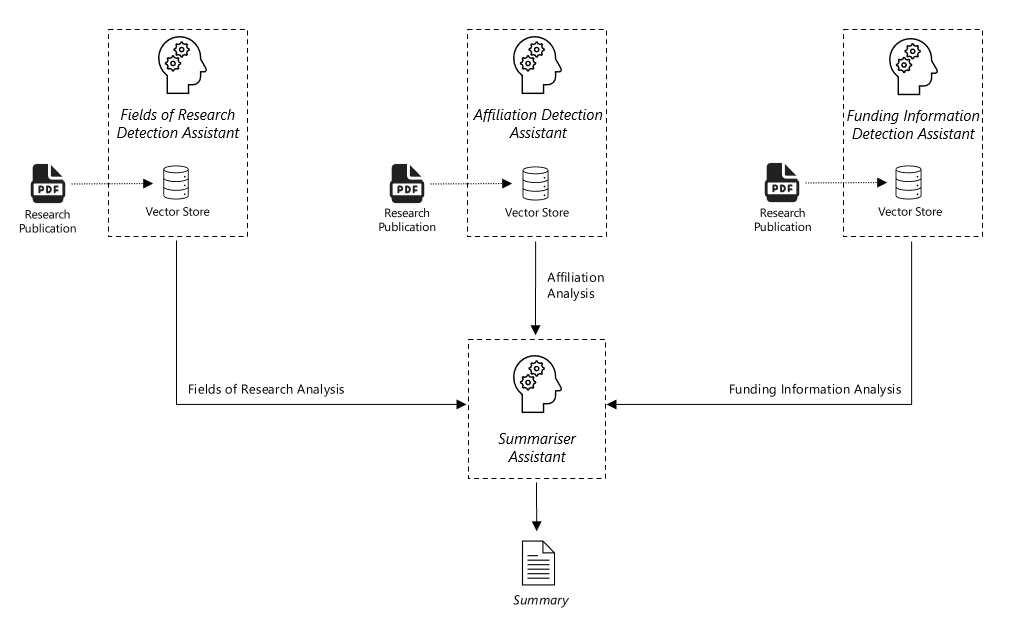 Fields of Research
Detection Assistant
PDF
Research
Publication
Vector Store
Affiliation Detection
Assistant
PDF
Research
Publication
Vector Store
Funding Information
Detection Assistant
PDF
Research
Publication
Vector Store
Affiliation
Analysis
Fields of Research Analysis
Funding Information Analysis
Summariser
Assistant
Summary